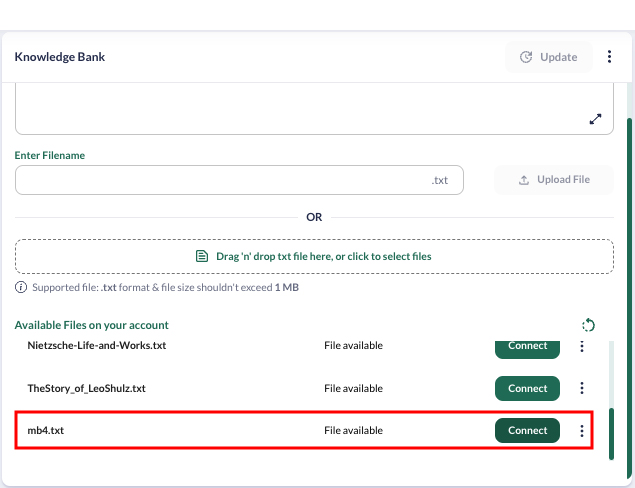 Knowledge Bank
Update
Enter Filename
.txt
Upload File
OR
Drag 'n' drop txt file here, or click to select files
Supported file: .txt format & file size shouldn't exceed 1 MB
Available Files on your account
Nietzsche-Life-and-Works.txt File available Connect
TheStory_of_LeoShulz.txt File available Connect
mb4.txt File available Connect